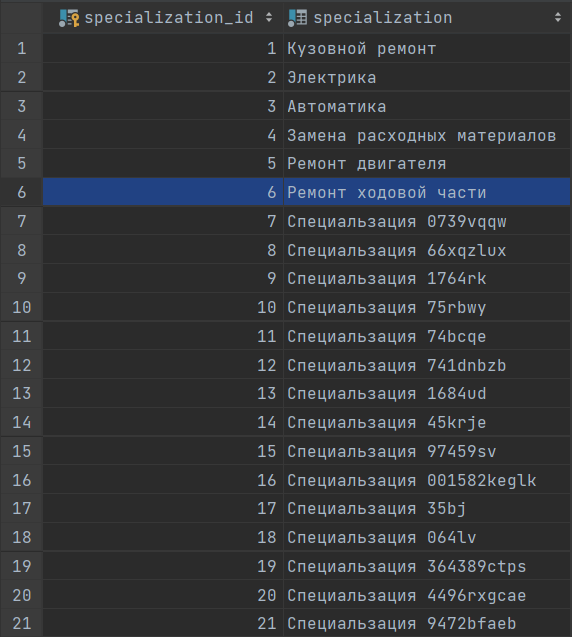 specialization_id specialization
1 1 Кузовной ремонт
2 2 Электрика
3 3 Автоматика
4 4 Замена расходных материалов
5 5 Ремонт двигателя
6 6 Ремонт ходовой части
7 7 Специальзация 0739vqqw
8 8 Специальзация 66xqzlux
9 9 Специальзация 1764rk
10 10 Специальзация 75rbwy
11 11 Специальзация 74bcqe
12 12 Специальзация 741dnbzb
13 13 Специальзация 1684ud
14 14 Специальзация 45krje
15 15 Специальзация 97459sv
16 16 Специальзация 001582keglk
17 17 Специальзация 35bj
18 18 Специальзация 064lv
19 19 Специальзация 364389ctps
20 20 Специальзация 4496rxgcae
21 21 Специальзация 9472bfaeb